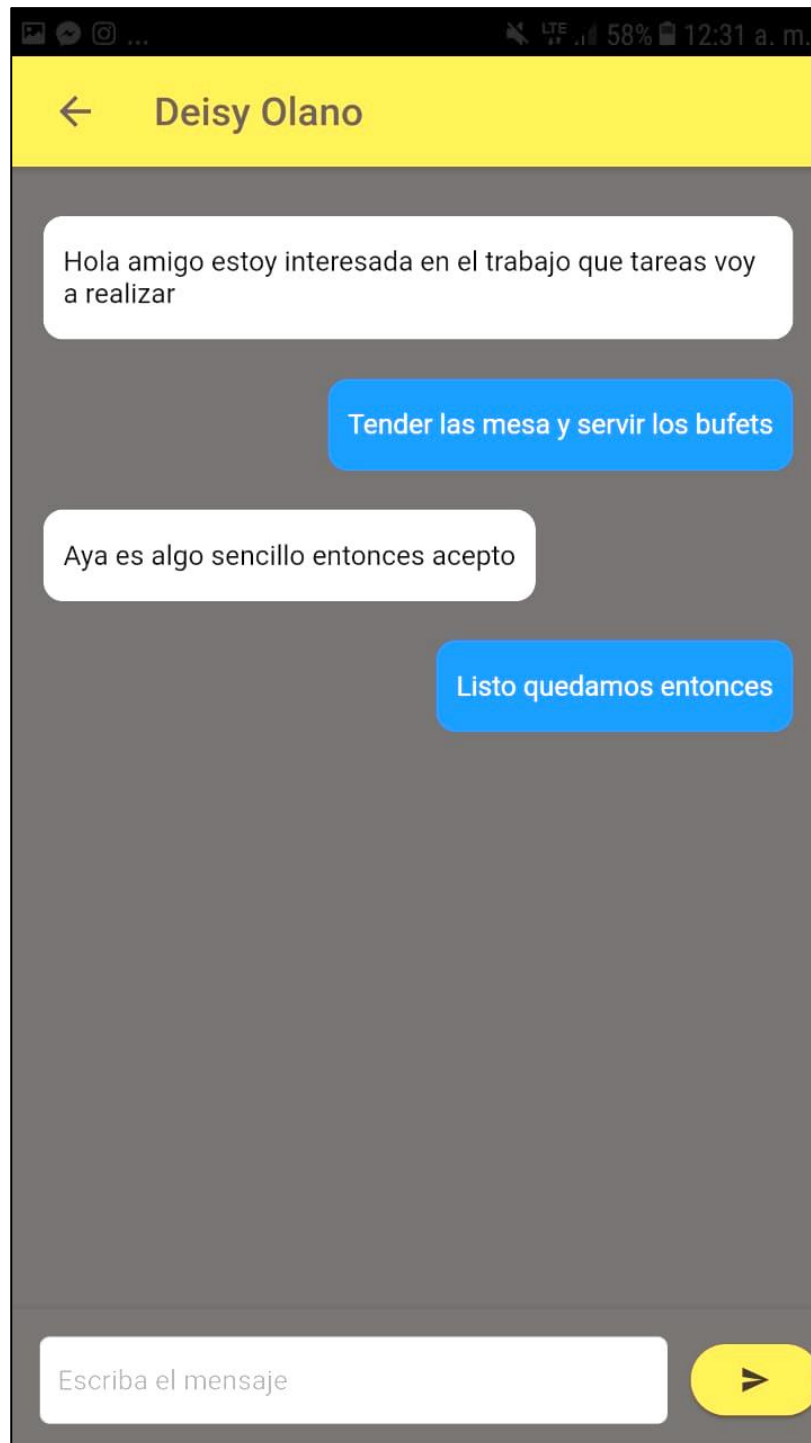 ... LTE 58% 12:31 a. m.
Deisy Olano
Hola amigo estoy interesada en el trabajo que tareas voy
a realizar
Tender las mesa y servir los bufets
Aya es algo sencillo entonces acepto
Listo quedamos entonces
Escriba el mensaje